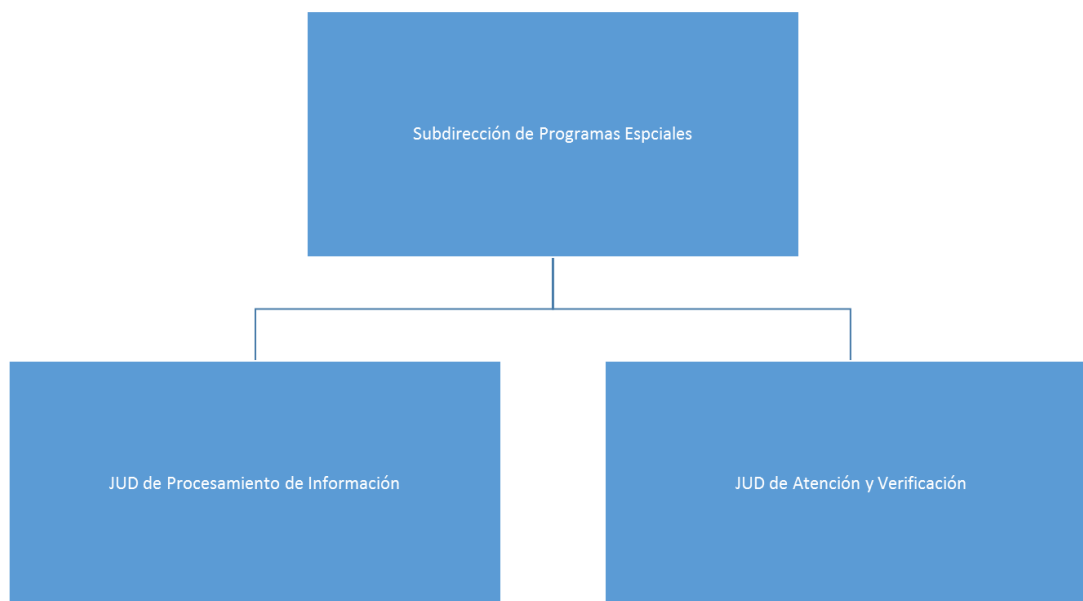 Subdirección de Programas Espciales
JUD de Procesamiento de Información
JUD de Atención y Verificación